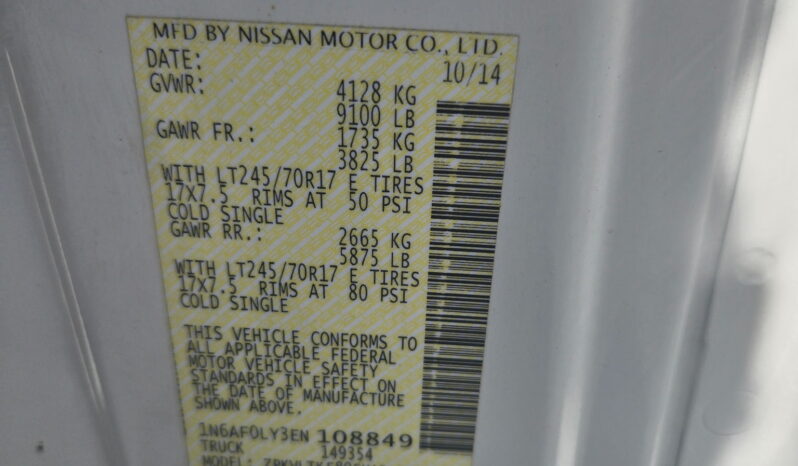 MFD BY NISSAN MOTOR CO., LTD.
DATE: 10/14
GVWR: 4128 KG
9100 LB
GAWR FR.: 1735 KG
3825 LB
WITH LT245/70R17 E TIRES
17X7.5 RIMS AT 50 PSI
COLD SINGLE
GAWR RR.: 2665 KG
5875 LB
WITH LT245/70R17 E TIRES
17X7.5 RIMS AT 80 PSI
COLD SINGLE
THIS VEHICLE CONFORMS TO
ALL APPLICABLE FEDERAL
MOTOR VEHICLE SAFETY
STANDARDS IN EFFECT ON
THE DATE OF MANUFACTURE
SHOWN ABOVE.
1N6AF0LY3EN 108849
TRUCK 149354
MODEL: